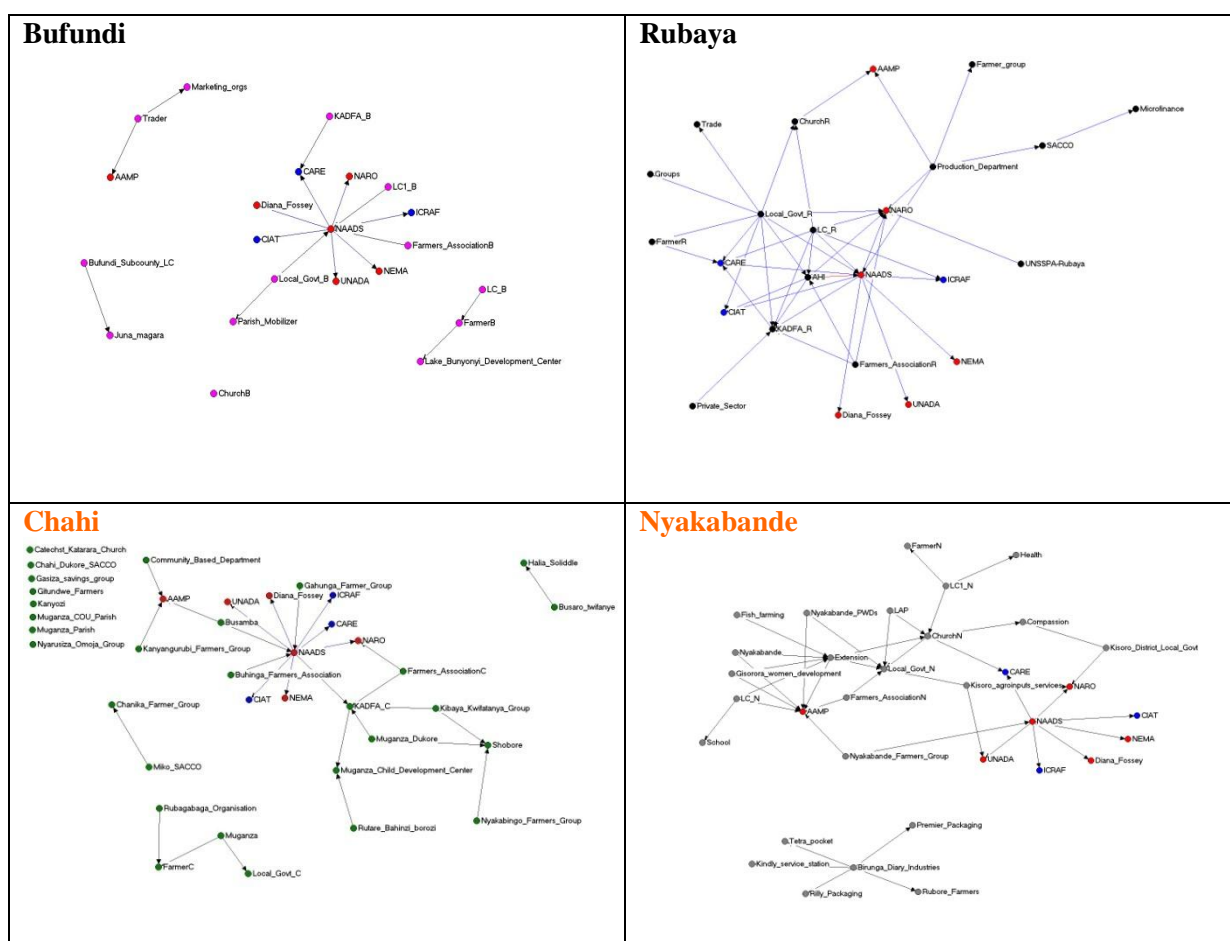 Bufundi
Marketing_orgs
Trader
KADFA_B
AAMP
CARE
NARO
LC1_B
Diana_Fossey
ICRAF
NAADS
CIAT
Farmers_AssociationB
Bufundi_Subcounty_LC
NEMA
Local_Govt_B
UNADA
LC_B
Parish_Mobilizer
FarmerB
Juna_magara
Lake_Bunyonyi_Development_Center
ChurchB
Rubaya
AAMP
Farmer_group
Microfinance
Trade
ChurchR
SACCO
Production_Department
Groups
Local_Govt_R
NARO
LC_R
FarmerR
CARE
UNSSPA-Rubaya
AHI
NAADS
ICRAF
CIAT
KADFA_R
NEMA
Farmers_AssociationR
Private_Sector
UNADA
Diana_Fossey
Chahi
Catechst_Katarara_Church
Community_Based_Department
Chahi_Dukore_SACCO
Halia_Soliddle
Gasiza_savings_group
Gahunga_Farmer_Group
Gilundwe_Farmers
Diana_Fossey
ICRAF
Kanyozi
AAMP
UNADA
Busaro_twifanye
Muganza_COU_Parish
Busamba
CARE
Muganza_Parish
NARO
Nyarusiza_Omoja_Group
Kanyangurubi_Farmers_Group
NAADS
Farmers_AssociationC
Buhinga_Farmers_Association
CIAT
NEMA
Chanika_Farmer_Group
KADFA_C
Kibaya_Kwifatanya_Group
Muganza_Dukore
Shobore
Miko_SACCO
Muganza_Child_Development_Center
Rubagabaga_Organisation
Nyakabingo_Farmers_Group
Rutare_Bahinzi_borozi
Muganza
FarmerC
Local_Govt_C
Nyakabande
FarmerN
Health
LC1_N
Fish_farming
Nyakabande_PWDs
LAP
Compassion
ChurchN
Nyakabande
Extension
Kisoro_District_Local_Govt
Local_Govt_N
CARE
Gisorora_women_development
Kisoro_agroinputs_services
NARO
LC_N
Farmers_AssociationN
AAMP
CIAT
NAADS
NEMA
School
Nyakabande_Farmers_Group
UNADA
Diana_Fossey
ICRAF
Premier_Packaging
Tetra_pocket
Kindly_service_station
Birunga_Diary_Industries
Rilly_Packaging
Rubore_Farmers